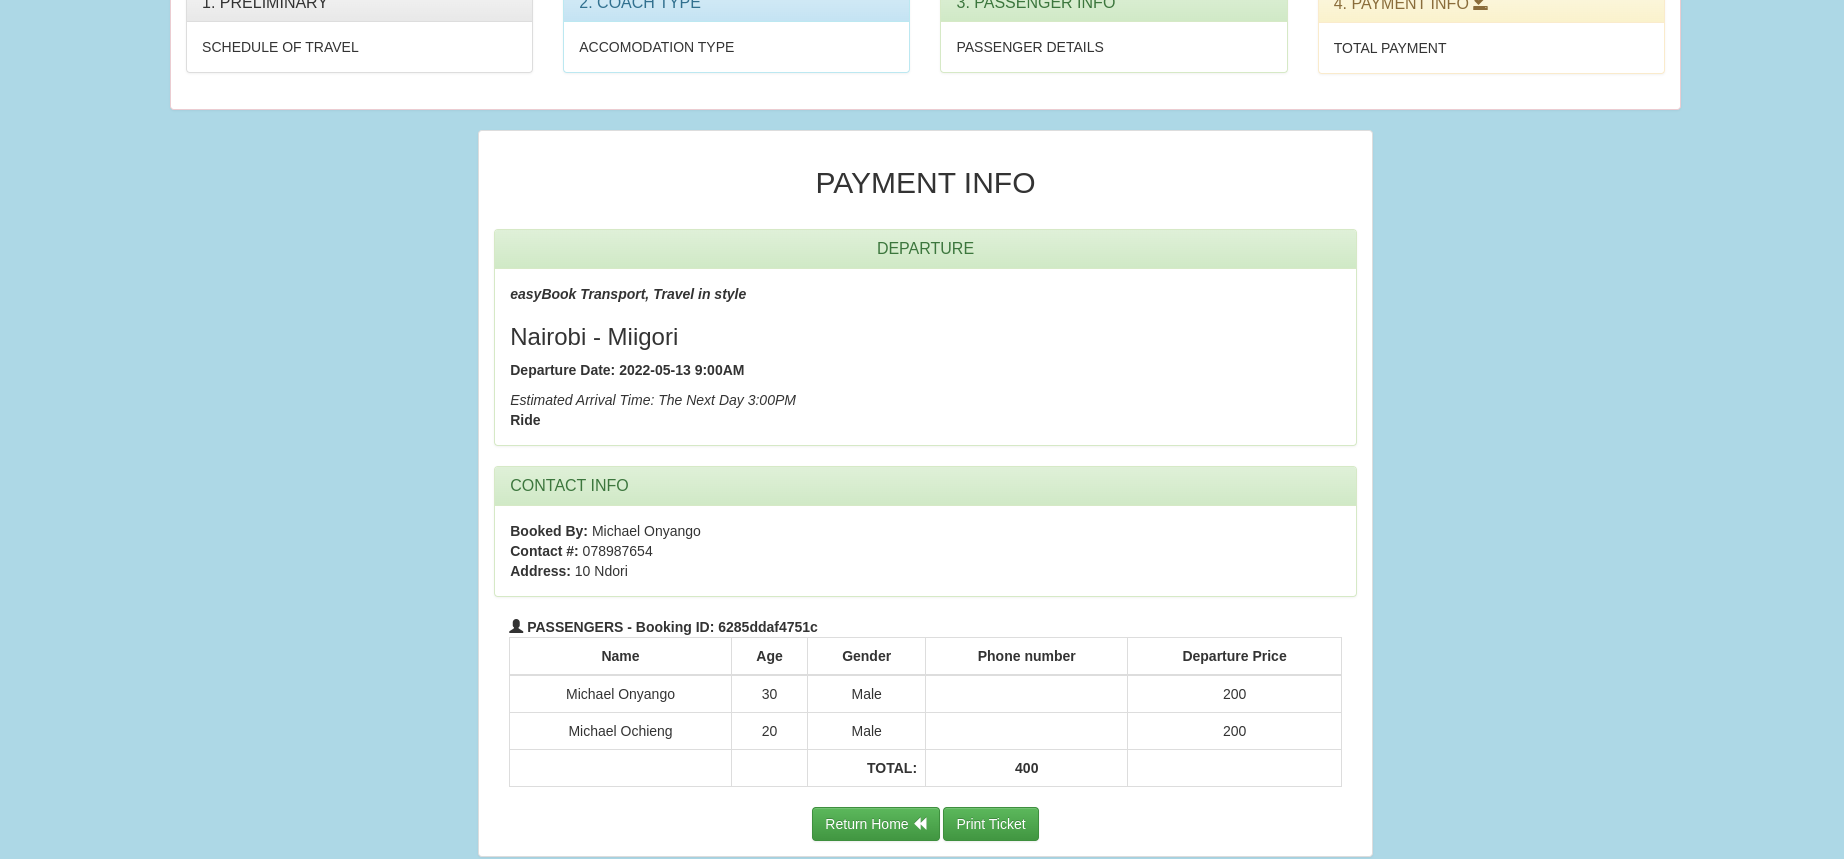 1. PRELIMINARY
SCHEDULE OF TRAVEL
2. COACH TYPE
ACCOMODATION TYPE
3. PASSENGER INFO
PASSENGER DETAILS
4. PAYMENT INFO
TOTAL PAYMENT
PAYMENT INFO
DEPARTURE
easyBook Transport, Travel in style
Nairobi - Miigori
Departure Date: 2022-05-13 9:00AM
Estimated Arrival Time: The Next Day 3:00PM
Ride
CONTACT INFO
Booked By: Michael Onyango
Contact #: 078987654
Address: 10 Ndori
PASSENGERS - Booking ID: 6285ddaf4751c
Name Age Gender Phone number Departure Price
Michael Onyango 30 Male 200
Michael Ochieng 20 Male 200
TOTAL: 400
Return Home Print Ticket